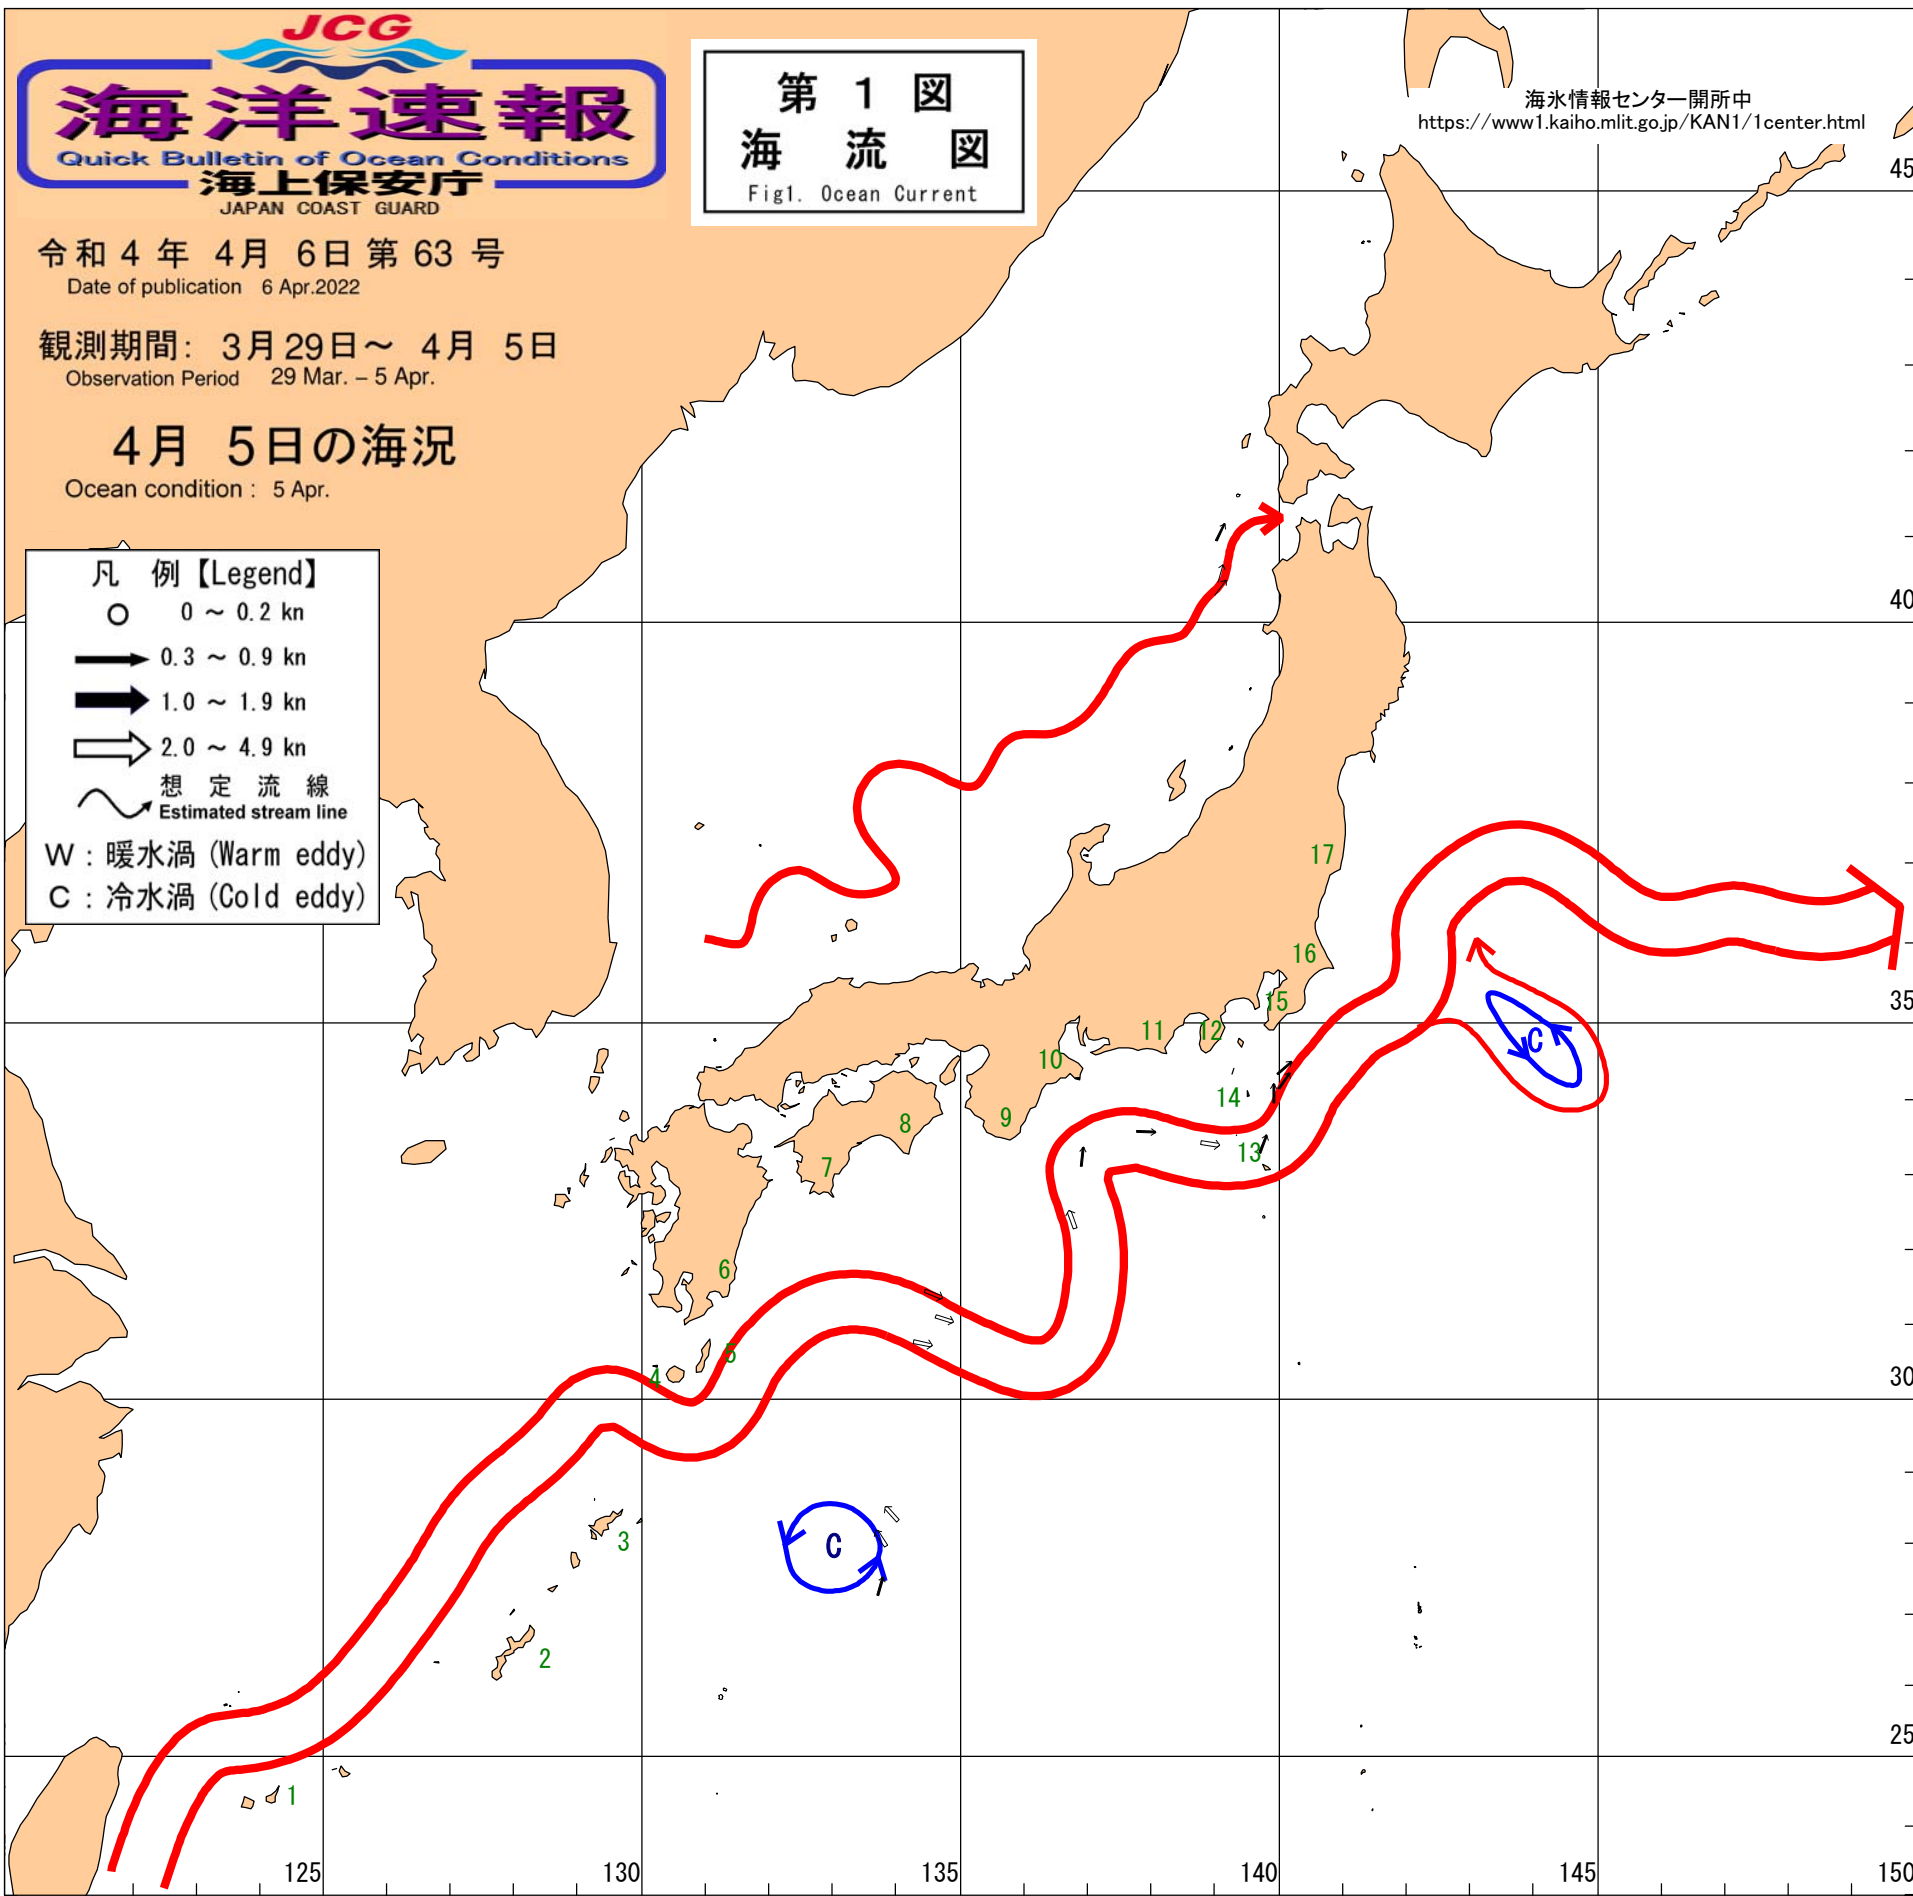 JCG
海洋速報
Quick Bulletin of Ocean Conditions
海上保安庁
JAPAN COAST GUARD
第 1 図
海 流 図
Fig1. Ocean Current
海氷情報センター開所中
https://www1.kaiho.mlit.go.jp/KAN1/1center.html
令和 4 年 4月 6日 第 63 号
Date of publication 6 Apr.2022
観測期間: 3月29日～ 4月 5日
Observation Period 29 Mar. – 5 Apr.
4月 5日の海況
Ocean condition : 5 Apr.
凡 例【Legend】
0 ～ 0.2 kn
0.3 ～ 0.9 kn
1.0 ～ 1.9 kn
2.0 ～ 4.9 kn
想 定 流 線
Estimated stream line
W : 暖水渦 (Warm eddy)
C : 冷水渦 (Cold eddy)
45
40
35
30
25
17
16
15
12
11
10
C
14
9
8
13
7
6
5
4
C
3
2
1
125
130
135
140
145
150